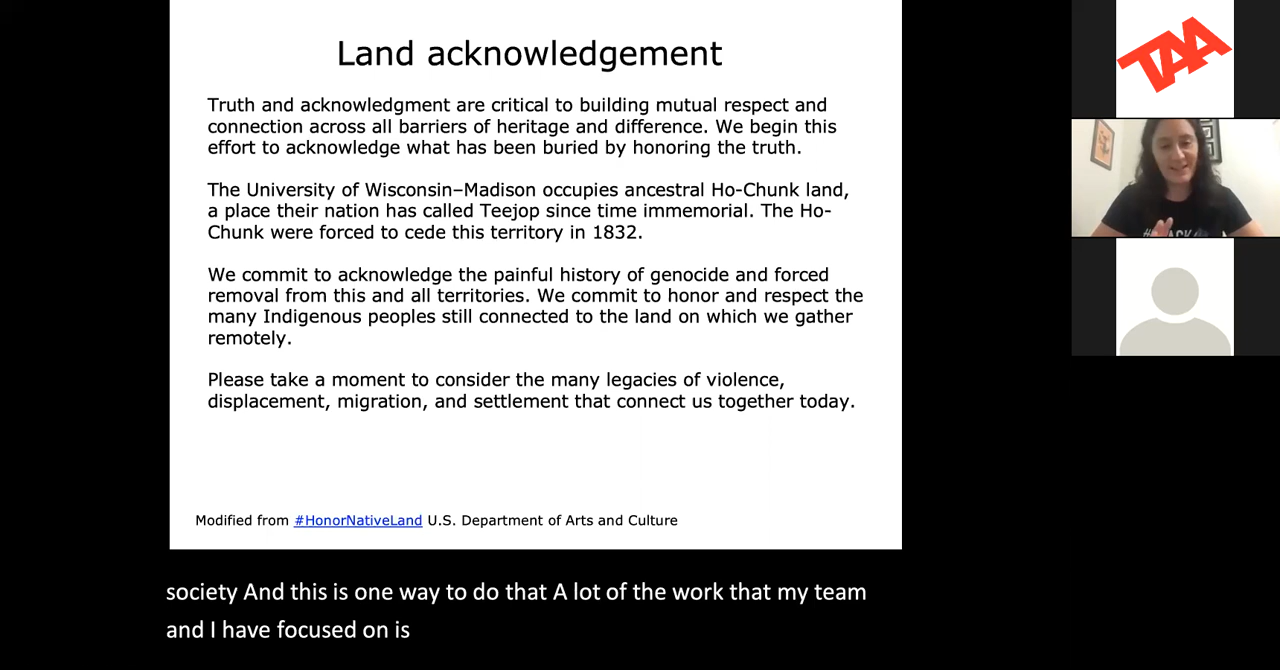 Land acknowledgement
Truth and acknowledgment are critical to building mutual respect and
connection across all barriers of heritage and difference. We begin this
effort to acknowledge what has been buried by honoring the truth.
The University of Wisconsin–Madison occupies ancestral Ho-Chunk land,
a place their nation has called Teejop since time immemorial. The Ho-
Chunk were forced to cede this territory in 1832.
We commit to acknowledge the painful history of genocide and forced
removal from this and all territories. We commit to honor and respect the
many Indigenous peoples still connected to the land on which we gather
remotely.
Please take a moment to consider the many legacies of violence,
displacement, migration, and settlement that connect us together today.
Modified from #HonorNativeLand U.S. Department of Arts and Culture
TAA
society And this is one way to do that A lot of the work that my team
and I have focused on is